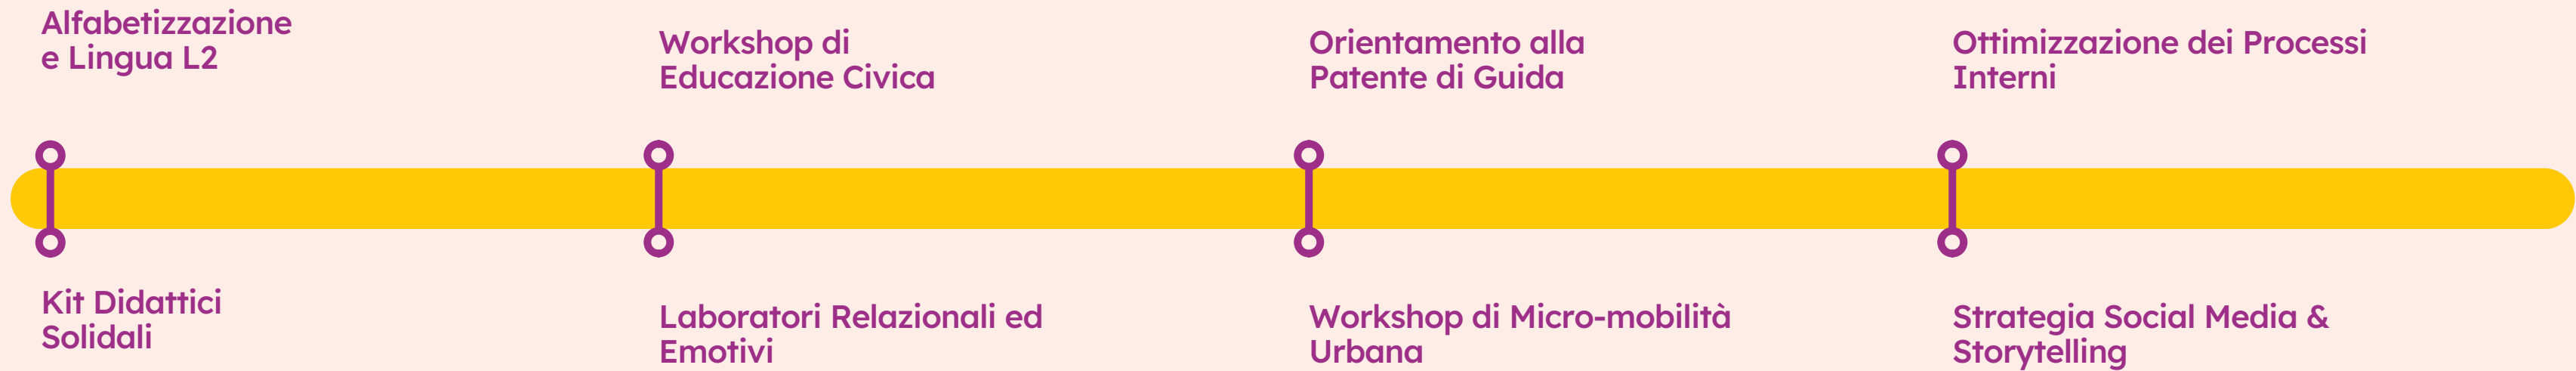 Alfabetizzazione
e Lingua L2
Workshop di
Educazione Civica
Orientamento alla
Patente di Guida
Ottimizzazione dei Processi
Interni
Kit Didattici
Solidali
Laboratori Relazionali ed
Emotivi
Workshop di Micro-mobilità
Urbana
Strategia Social Media &
Storytelling